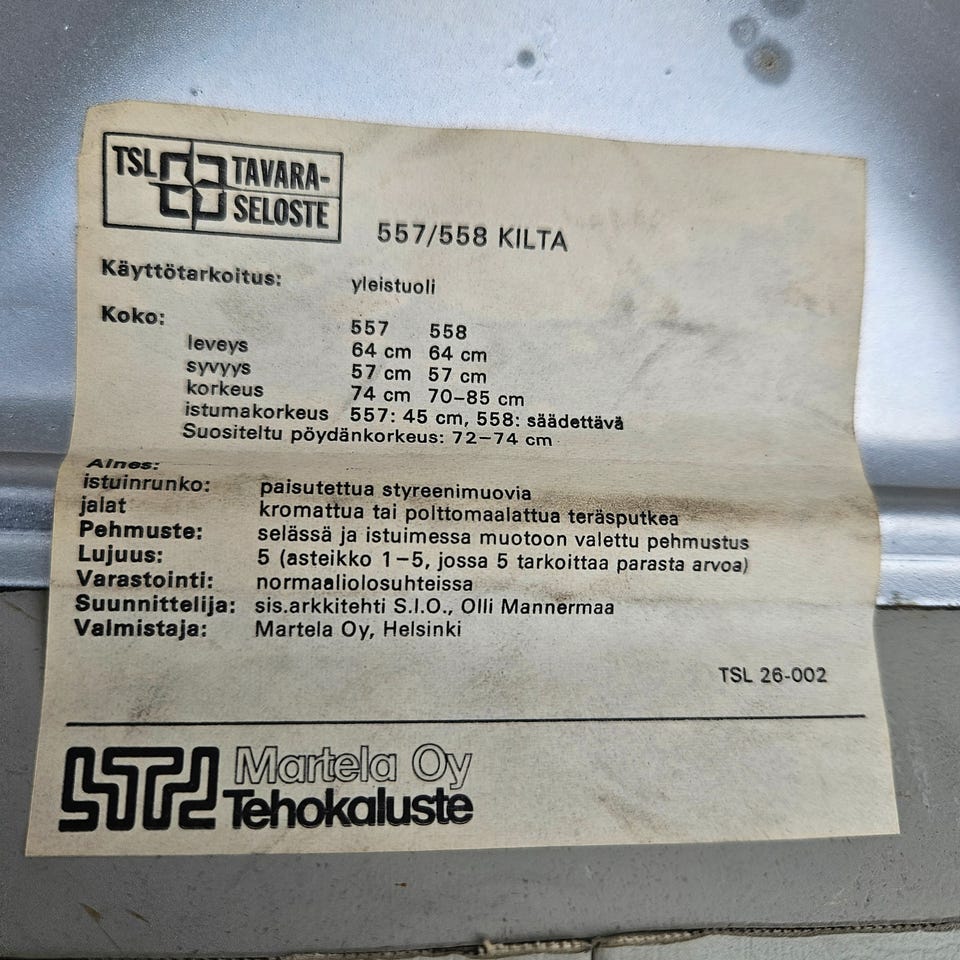 TSL TAVARA-
SELOSTE
557/558 KILTA
Käyttötarkoitus: yleistuoli
Koko: 557 558
leveys 64 cm 64 cm
syvyys 57 cm 57 cm
korkeus 74 cm 70–85 cm
istumakorkeus 557: 45 cm, 558: säädettävä
Suositeltu pöydänkorkeus: 72–74 cm
Aines:
istuinrunko: paisutettua styreenimuovia
jalat kromattua tai polttomaalattua teräsputkea
Pehmuste: selässä ja istuimessa muotoon valettu pehmustus
Lujuus: 5 (asteikko 1–5, jossa 5 tarkoittaa parasta arvoa)
Varastointi: normaaliolosuhteissa
Suunnittelija: sis.arkkitehti S.I.O., Olli Mannermaa
Valmistaja: Martela Oy, Helsinki
TSL 26-002
Martela Oy
Tehokaluste